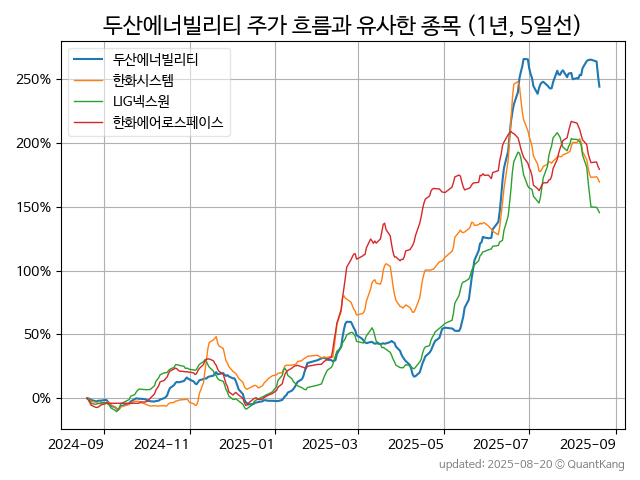 두산에너빌리티 주가 흐름과 유사한 종목 (1년, 5일선)
두산에너빌리티
한화시스템
LIG넥스원
한화에어로스페이스
250%
200%
150%
100%
50%
0%
2024-09 2024-11 2025-01 2025-03 2025-05 2025-07 2025-09
updated: 2025-08-20 © QuantKang